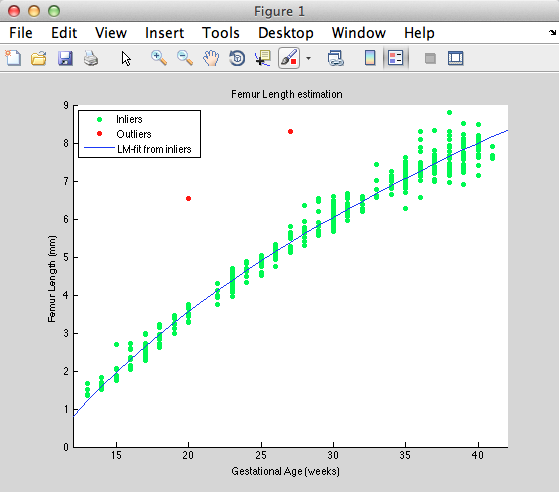 Figure 1
File Edit View Insert Tools Desktop Window Help
Femur Length estimation
Inliers
Outliers
LM-fit from inliers
Femur Length (mm)
9
8
7
6
5
4
3
2
1
0
15 20 25 30 35 40
Gestational Age (weeks)